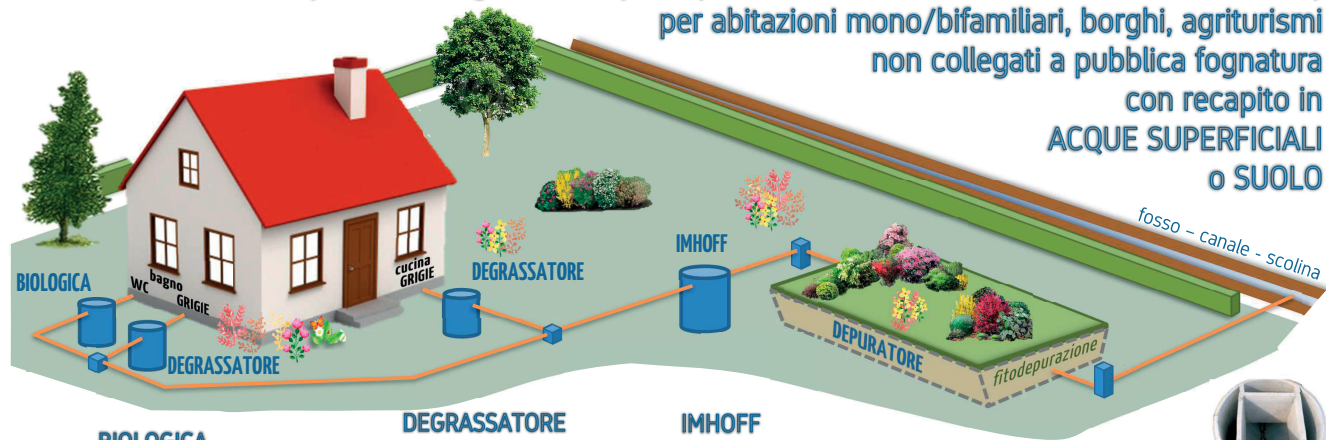 per abitazioni mono/bifamiliari, borghi, agriturismi
non collegati a pubblica fognatura
con recapito in
ACQUE SUPERFICIALI
o SUOLO
fosso – canale - scolina
IMHOFF
DEGRASSATORE
cucina
GRIGIE
BIOLOGICA
bagno
WC
GRIGIE
DEGRASSATORE
DEPURATORE
fitodepurazione
DEGRASSATORE
IMHOFF
BIOLOGICA